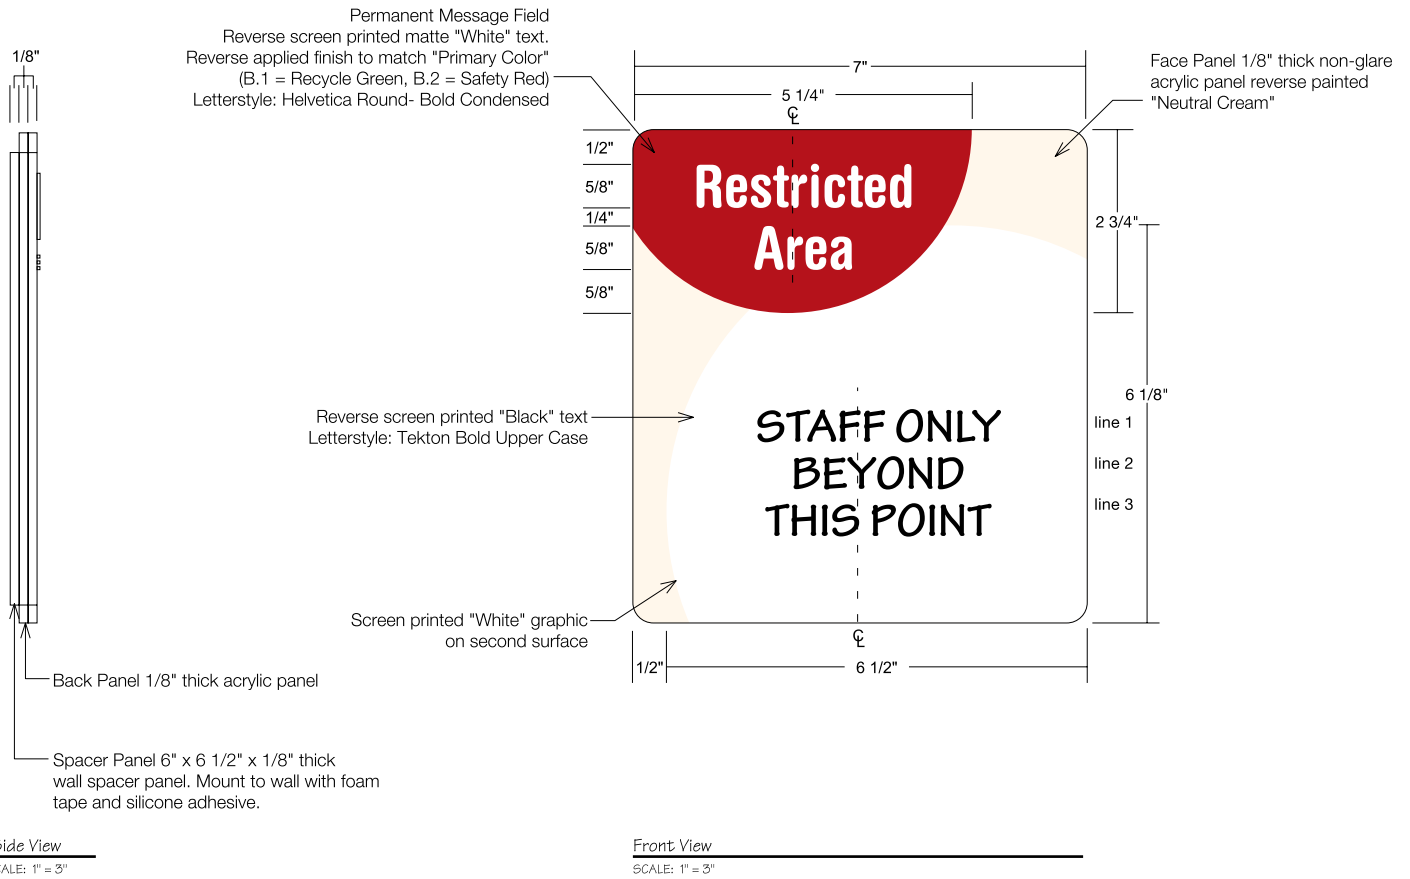 Permanent Message Field
Reverse screen printed matte "White" text.
Reverse applied finish to match "Primary Color"
(B.1 = Recycle Green, B.2 = Safety Red)
Letterstyle: Helvetica Round- Bold Condensed
1/8"
7"
5 1/4"
℄
Face Panel 1/8" thick non-glare
acrylic panel reverse painted
"Neutral Cream"
1/2"
5/8"
1/4"
5/8"
5/8"
Restricted
Area
2 3/4"
6 1/8"
Reverse screen printed "Black" text
Letterstyle: Tekton Bold Upper Case
STAFF ONLY
BEYOND
THIS POINT
line 1
line 2
line 3
Screen printed "White" graphic
on second surface
℄
1/2"
6 1/2"
Back Panel 1/8" thick acrylic panel
Spacer Panel 6" x 6 1/2" x 1/8" thick
wall spacer panel. Mount to wall with foam
tape and silicone adhesive.
Side View
SCALE: 1" = 3"
Front View
SCALE: 1" = 3"